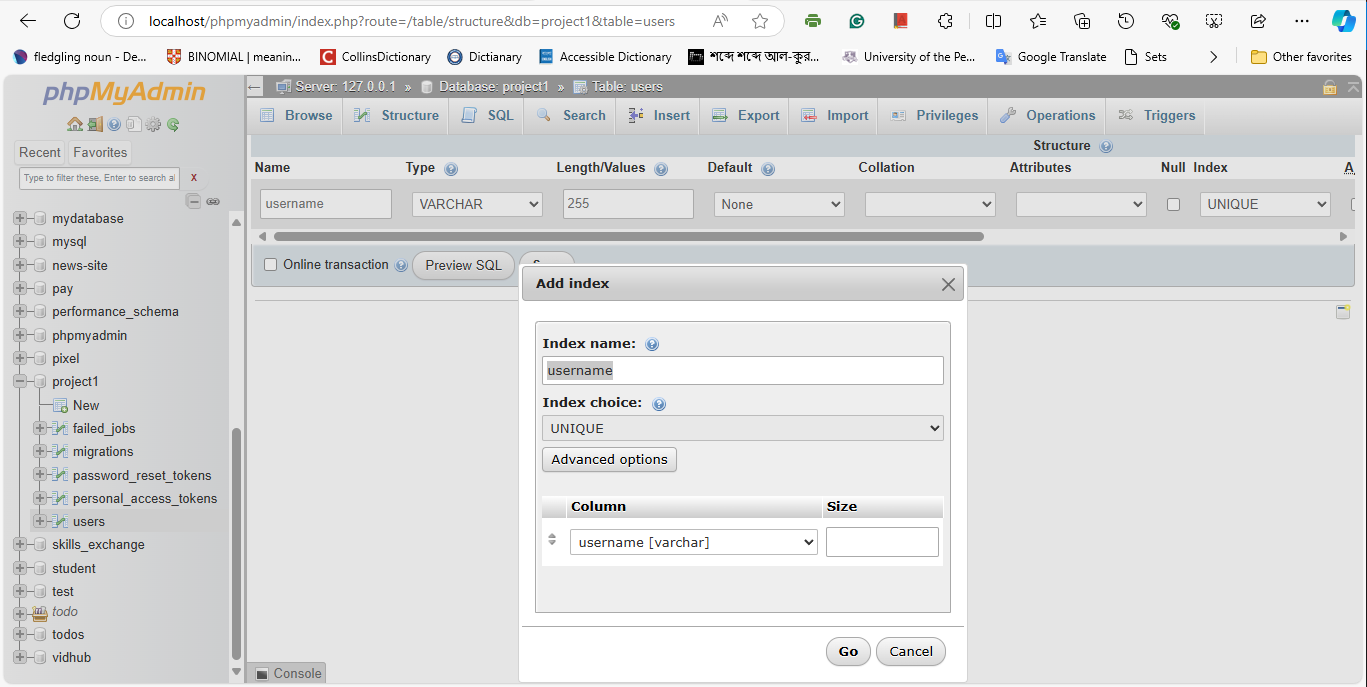 localhost/phpmyadmin/index.php?route=/table/structure&db=project1&table=users
fledgling noun - De...
BINOMIAL | meanin...
CollinsDictionary
Dictionary
Accessible Dictionary
শব্দে শব্দে আল-কুর...
University of the Pe...
Google Translate
Sets
Other favorites
phpMyAdmin
Recent Favorites
Type to filter these, Enter to search al
X
mydatabase
mysql
news-site
pay
performance_schema
phpmyadmin
pixel
project1
New
failed_jobs
migrations
password_reset_tokens
personal_access_tokens
users
skills_exchange
student
test
todo
todos
vidhub
Server: 127.0.0.1 » Database: project1 » Table: users
Browse Structure SQL Search Insert Export Import Privileges Operations Triggers
Structure
Name Type Length/Values Default Collation Attributes Null Index A
username VARCHAR 255 None UNIQUE
Online transaction Preview SQL
Add index
Index name:
username
Index choice:
UNIQUE
Advanced options
Column Size
username [varchar]
Go Cancel
Console